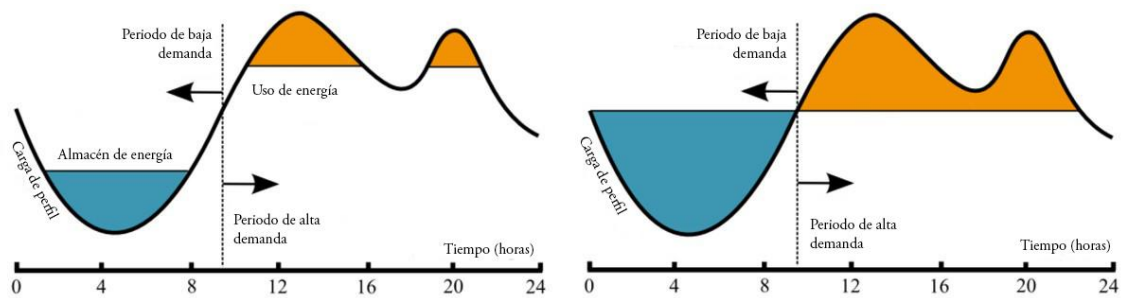 Periodo de baja
demanda
Uso de energía
Almacén de energía
Carga de perfil
Periodo de alta
demanda
Tiempo (horas)
0 4 8 12 16 20 24
Periodo de baja
demanda
Carga de perfil
Periodo de alta
demanda
Tiempo (horas)
0 4 8 12 16 20 24